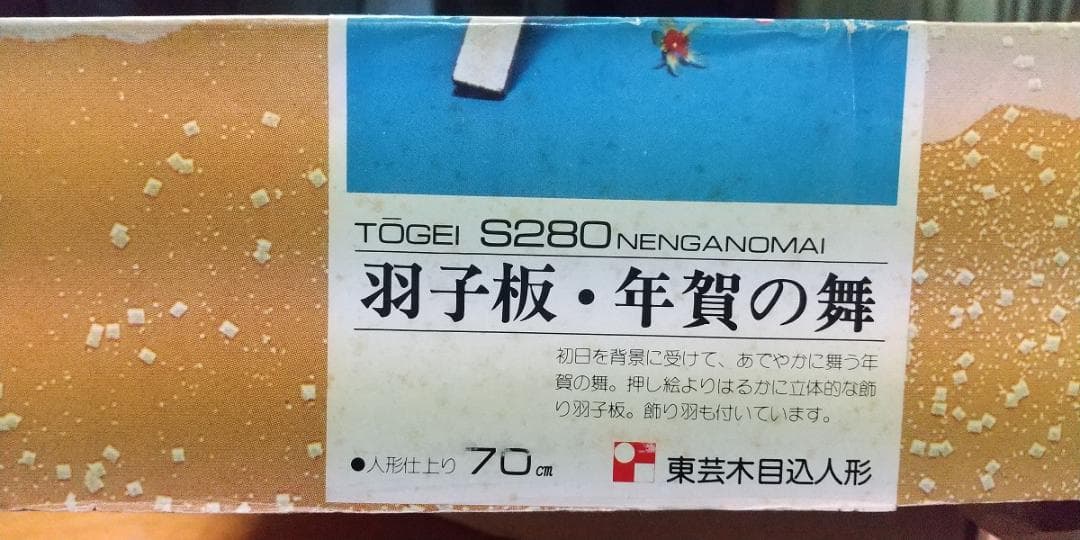 TŌGEI S280 NENGANOMAI
羽子板・年賀の舞
初日を背景に受けて、あでやかに舞う年
賀の舞。押し絵よりはるかに立体的な飾
り羽子板。飾り羽も付いています。
●人形仕上り 70cm
東芸木目込人形